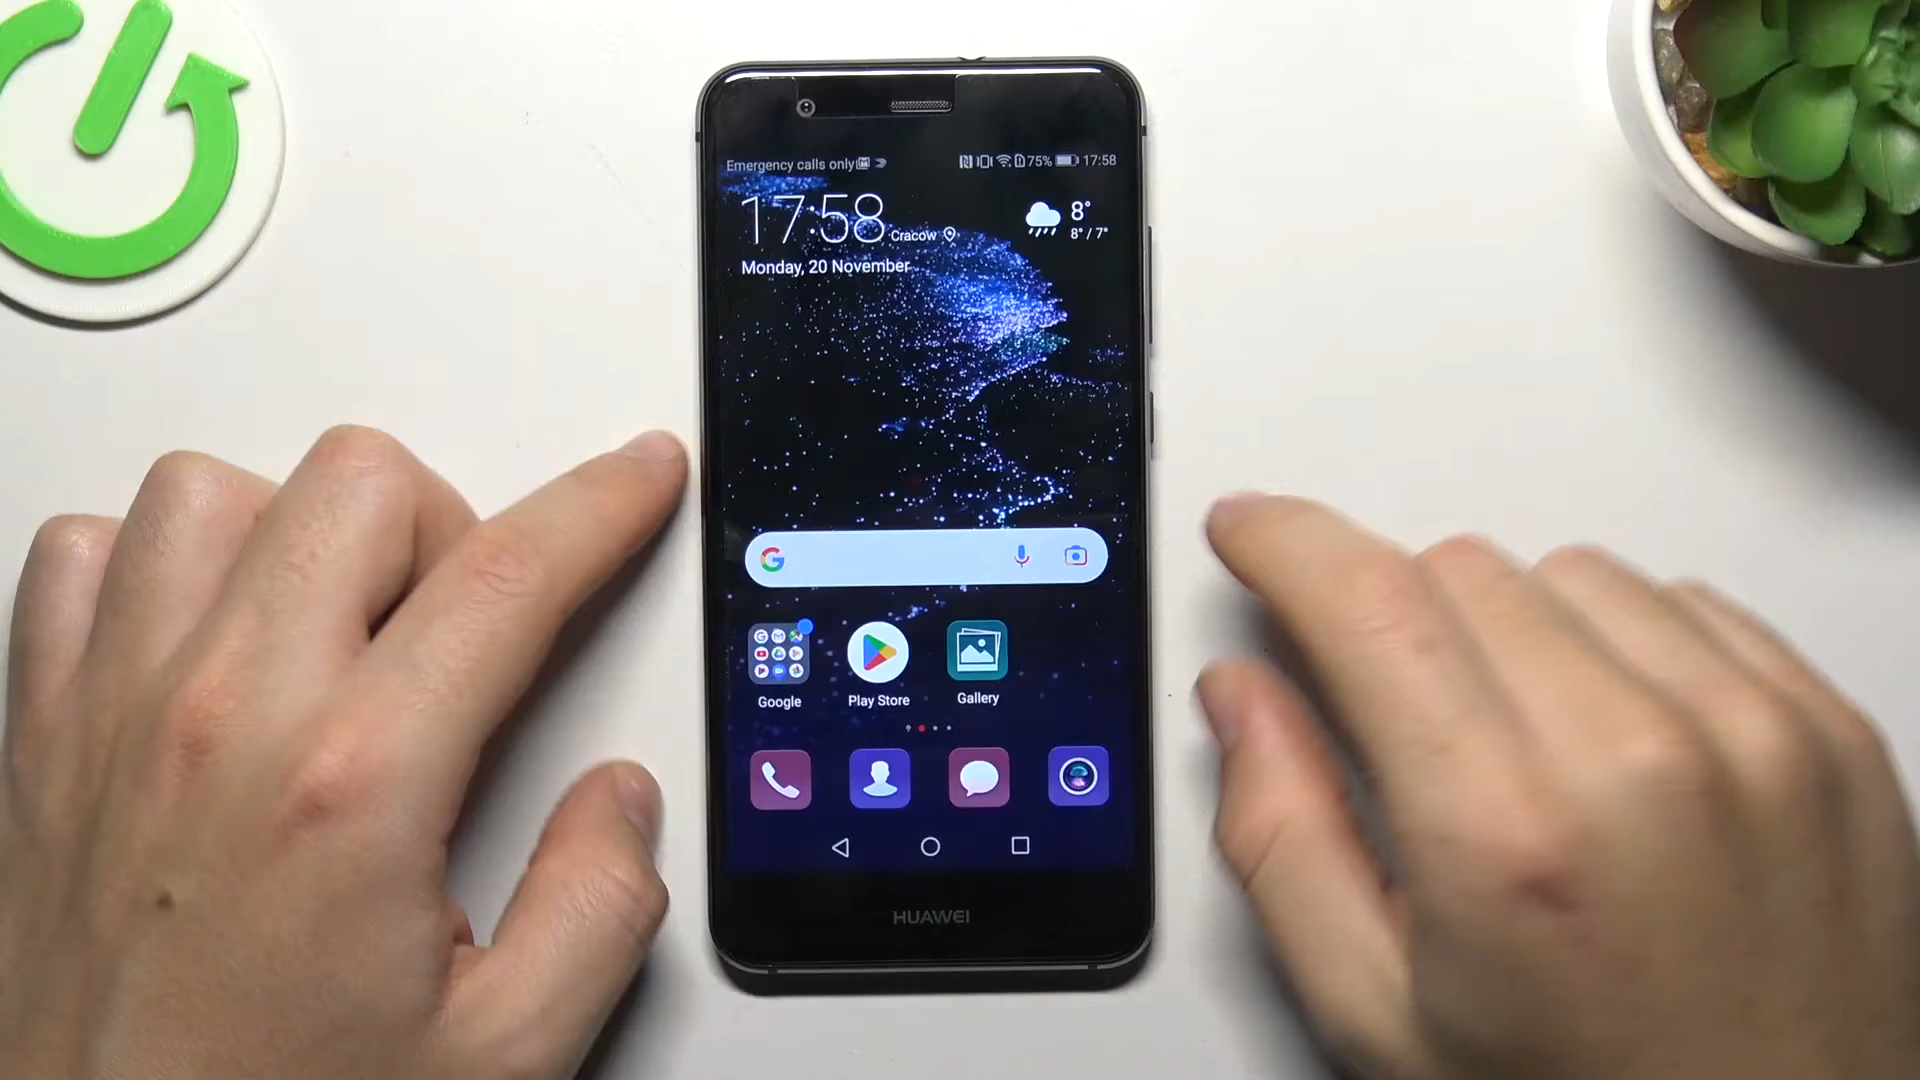 Emergency calls only
75% 17:58
17:58 Cracow
8°
8° / 7°
Monday, 20 November
Google
Play Store
Gallery
HUAWEI